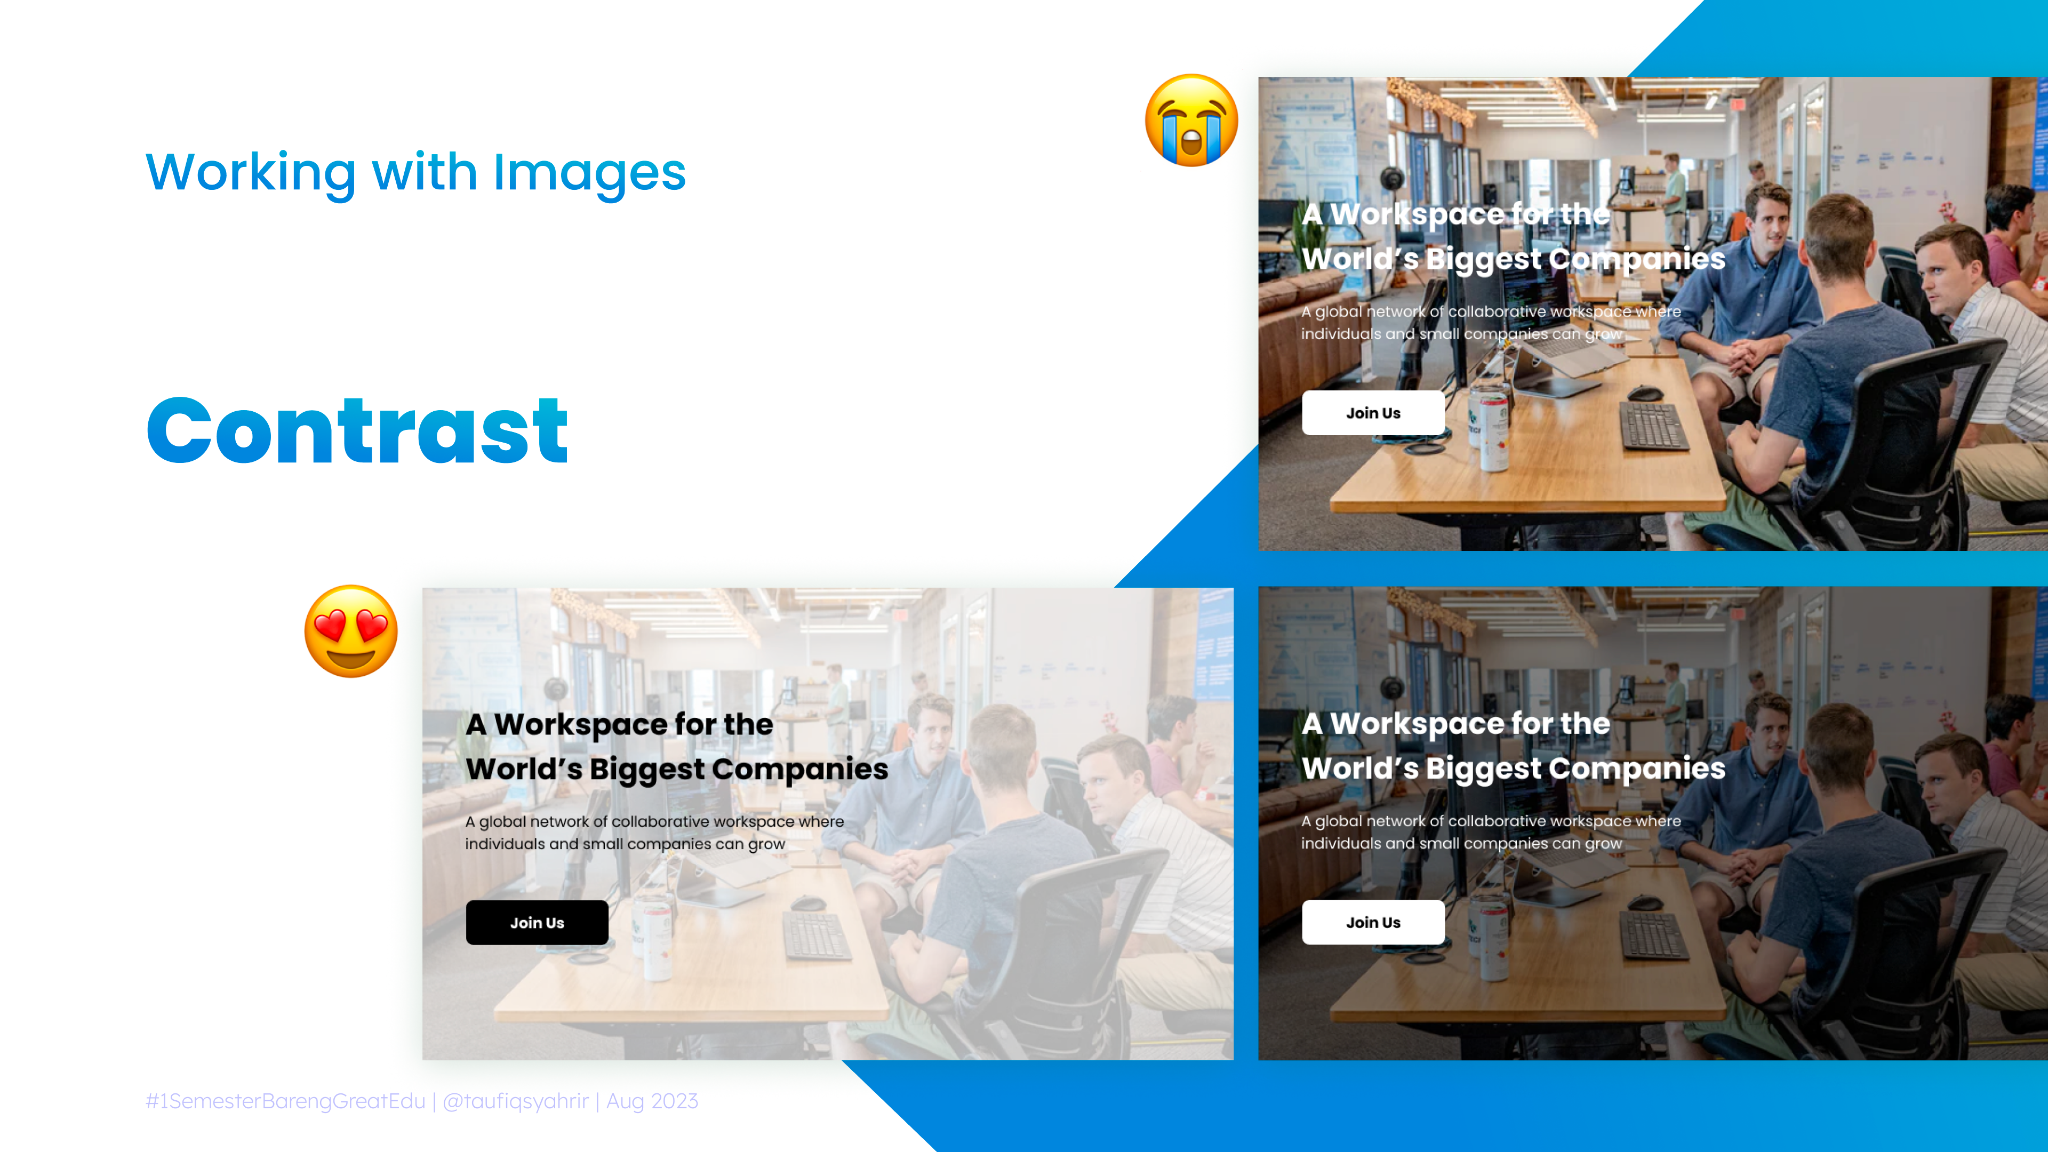 Working with Images
Contrast
A Workspace for the
World's Biggest Companies
A global network of collaborative workspace where
individuals and small companies can grow
Join Us
A Workspace for the
World's Biggest Companies
A global network of collaborative workspace where
individuals and small companies can grow
Join Us
A Workspace for the
World's Biggest Companies
A global network of collaborative workspace where
individuals and small companies can grow
Join Us
#1SemesterBarengGreatEdu | @taufiqsyahrir | Aug 2023